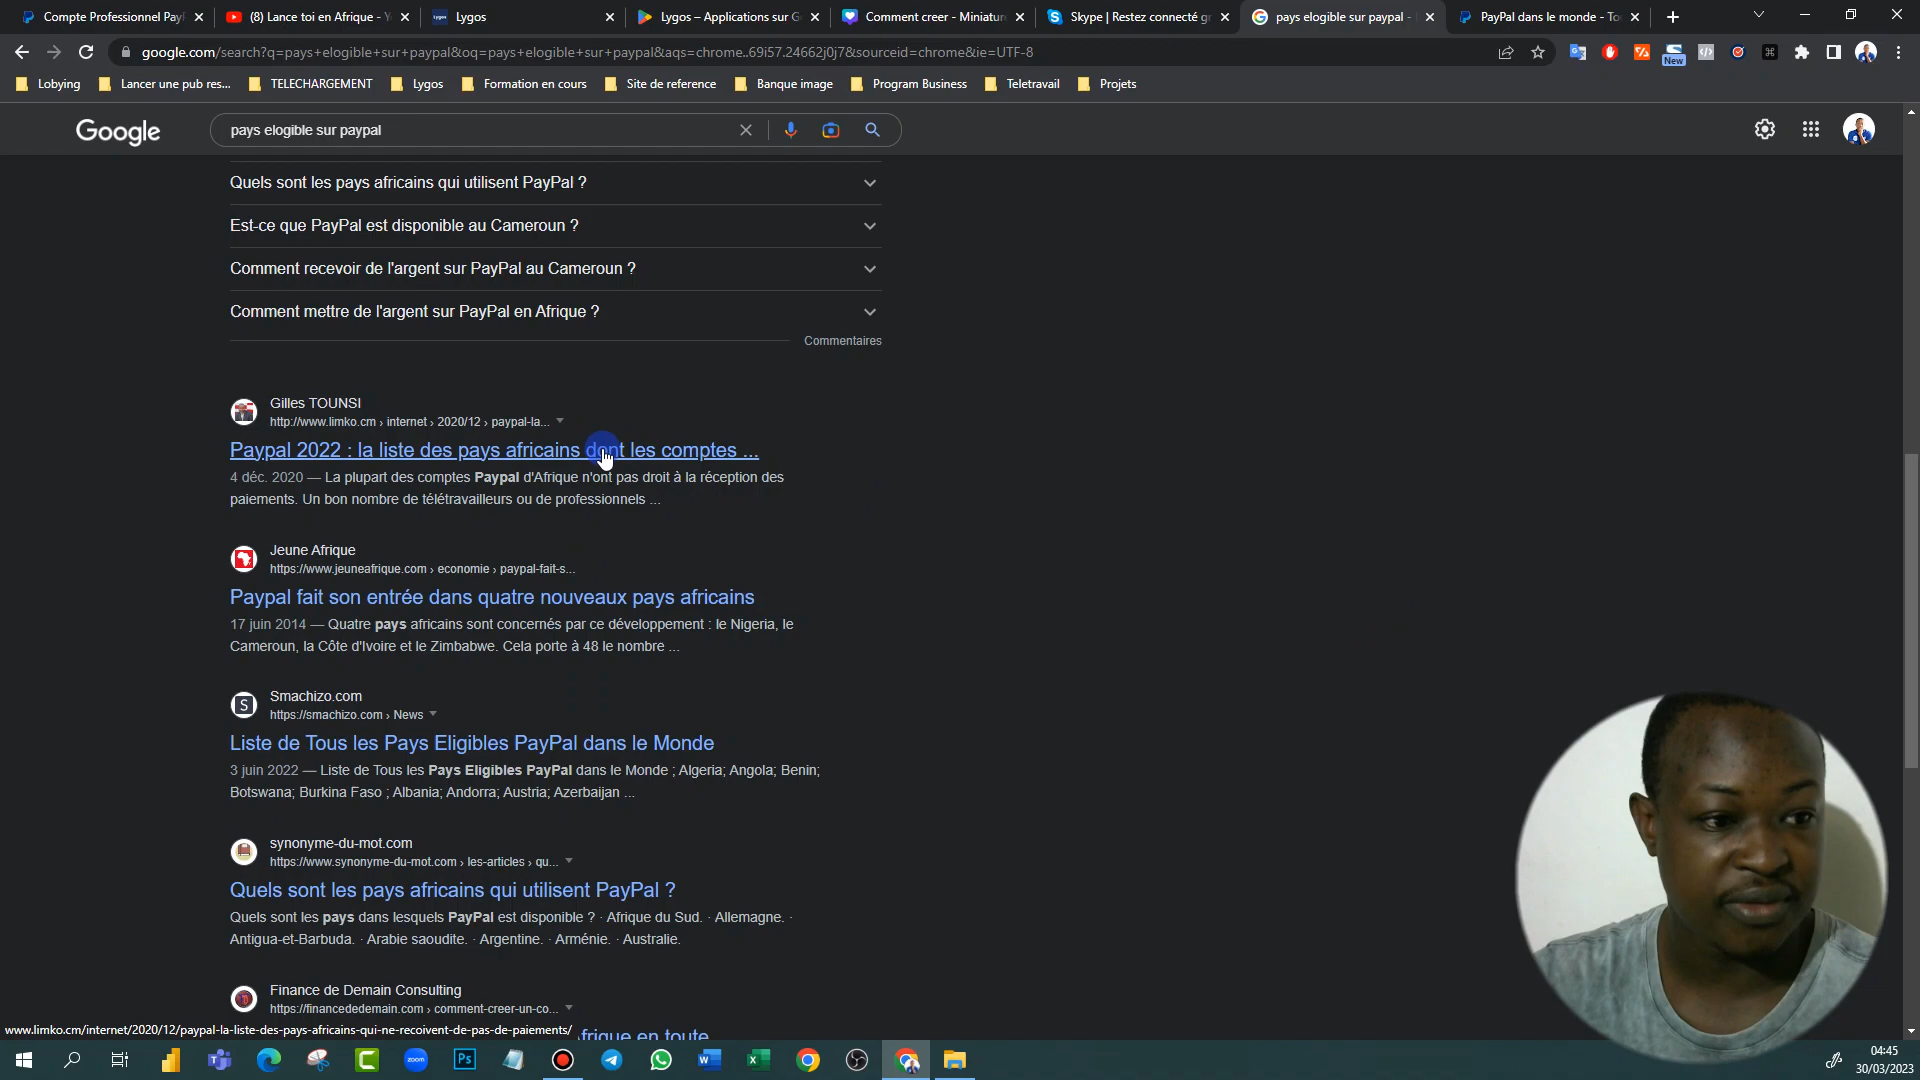 Compte Professionnel PayP
(8) Lance toi en Afrique - Y
Lygos
Lygos – Applications sur G
Comment creer - Miniatur
Skype | Restez connecté gr
pays elogible sur paypal -
PayPal dans le monde - To
google.com/search?q=pays+elogible+sur+paypal&oq=pays+elogible+sur+paypal&aqs=chrome..69i57.24662j0j7&sourceid=chrome&ie=UTF-8
New
Lobying
Lancer une pub res...
TELECHARGEMENT
Lygos
Formation en cours
Site de reference
Banque image
Program Business
Teletravail
Projets
Google
pays elogible sur paypal
Quels sont les pays africains qui utilisent PayPal ?
Est-ce que PayPal est disponible au Cameroun ?
Comment recevoir de l'argent sur PayPal au Cameroun ?
Comment mettre de l'argent sur PayPal en Afrique ?
Commentaires
Gilles TOUNSI
http://www.limko.cm › internet › 2020/12 › paypal-la...
Paypal 2022 : la liste des pays africains dont les comptes ...
4 déc. 2020 — La plupart des comptes Paypal d'Afrique n'ont pas droit à la réception des
paiements. Un bon nombre de télétravailleurs ou de professionnels ...
Jeune Afrique
https://www.jeuneafrique.com › economie › paypal-fait-s...
Paypal fait son entrée dans quatre nouveaux pays africains
17 juin 2014 — Quatre pays africains sont concernés par ce développement : le Nigeria, le
Cameroun, la Côte d'Ivoire et le Zimbabwe. Cela porte à 48 le nombre ...
S
Smachizo.com
https://smachizo.com › News
Liste de Tous les Pays Eligibles PayPal dans le Monde
3 juin 2022 — Liste de Tous les Pays Eligibles PayPal dans le Monde ; Algeria; Angola; Benin;
Botswana; Burkina Faso ; Albania; Andorra; Austria; Azerbaijan ...
synonyme-du-mot.com
https://www.synonyme-du-mot.com › les-articles › qu...
Quels sont les pays africains qui utilisent PayPal ?
Quels sont les pays dans lesquels PayPal est disponible ? · Afrique du Sud. · Allemagne. ·
Antigua-et-Barbuda. · Arabie saoudite. · Argentine. · Arménie. · Australie.
Finance de Demain Consulting
https://financededemain.com › comment-creer-un-co...
frique en toute
www.limko.cm/internet/2020/12/paypal-la-liste-des-pays-africains-qui-ne-recoivent-de-pas-de-paiements/
zoom
Ps
04:45
30/03/2023